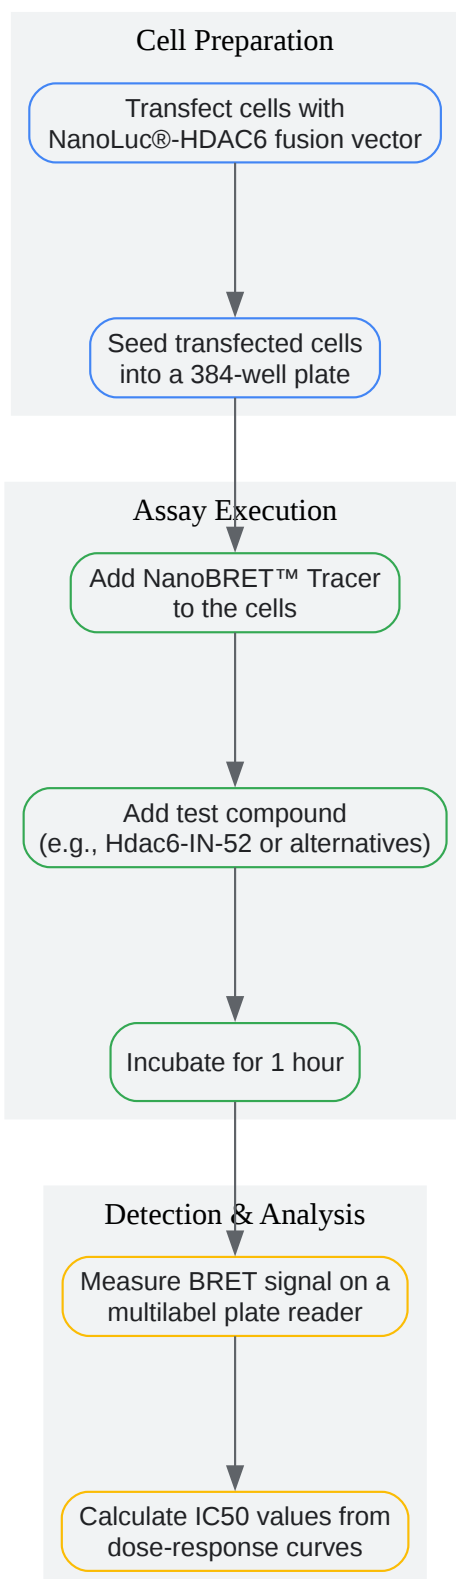 Cell Preparation
Transfect cells with
NanoLuc®-HDAC6 fusion vector
Seed transfected cells
into a 384-well plate
Assay Execution
Add NanoBRET™ Tracer
to the cells
Add test compound
(e.g., Hdac6-IN-52 or alternatives)
Incubate for 1 hour
Detection & Analysis
Measure BRET signal on a
multilabel plate reader
Calculate IC50 values from
dose-response curves